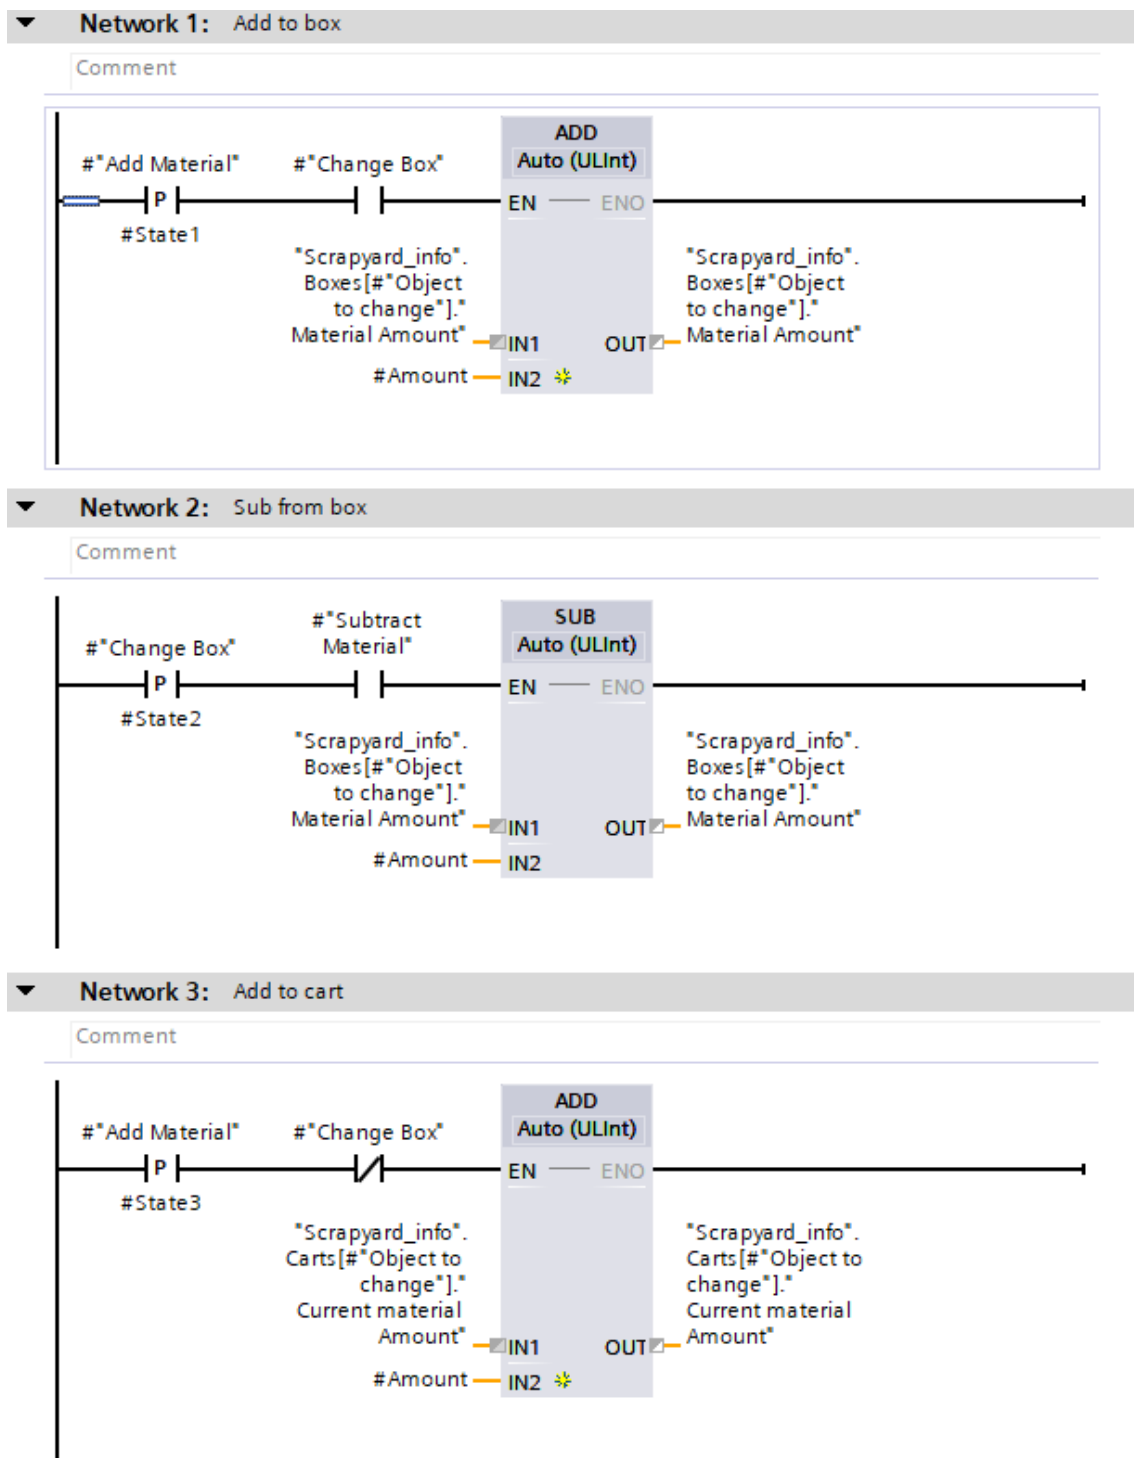 Network 1: Add to box
Comment
ADD
Auto (ULInt)
#"Add Material"
#"Change Box"
P
EN
ENO
#State1
"Scrapyard_info".
Boxes[#"Object
to change"]."
Material Amount"
IN1
OUT
"Scrapyard_info".
Boxes[#"Object
to change"]."
Material Amount"
#Amount
IN2
Network 2: Sub from box
Comment
SUB
Auto (ULInt)
#"Change Box"
#"Subtract
Material"
P
EN
ENO
#State2
"Scrapyard_info".
Boxes[#"Object
to change"]."
Material Amount"
IN1
OUT
"Scrapyard_info".
Boxes[#"Object
to change"]."
Material Amount"
#Amount
IN2
Network 3: Add to cart
Comment
ADD
Auto (ULInt)
#"Add Material"
#"Change Box"
P
EN
ENO
#State3
"Scrapyard_info".
Carts[#"Object to
change"]."
Current material
Amount"
IN1
OUT
"Scrapyard_info".
Carts[#"Object to
change"]."
Current material
Amount"
#Amount
IN2